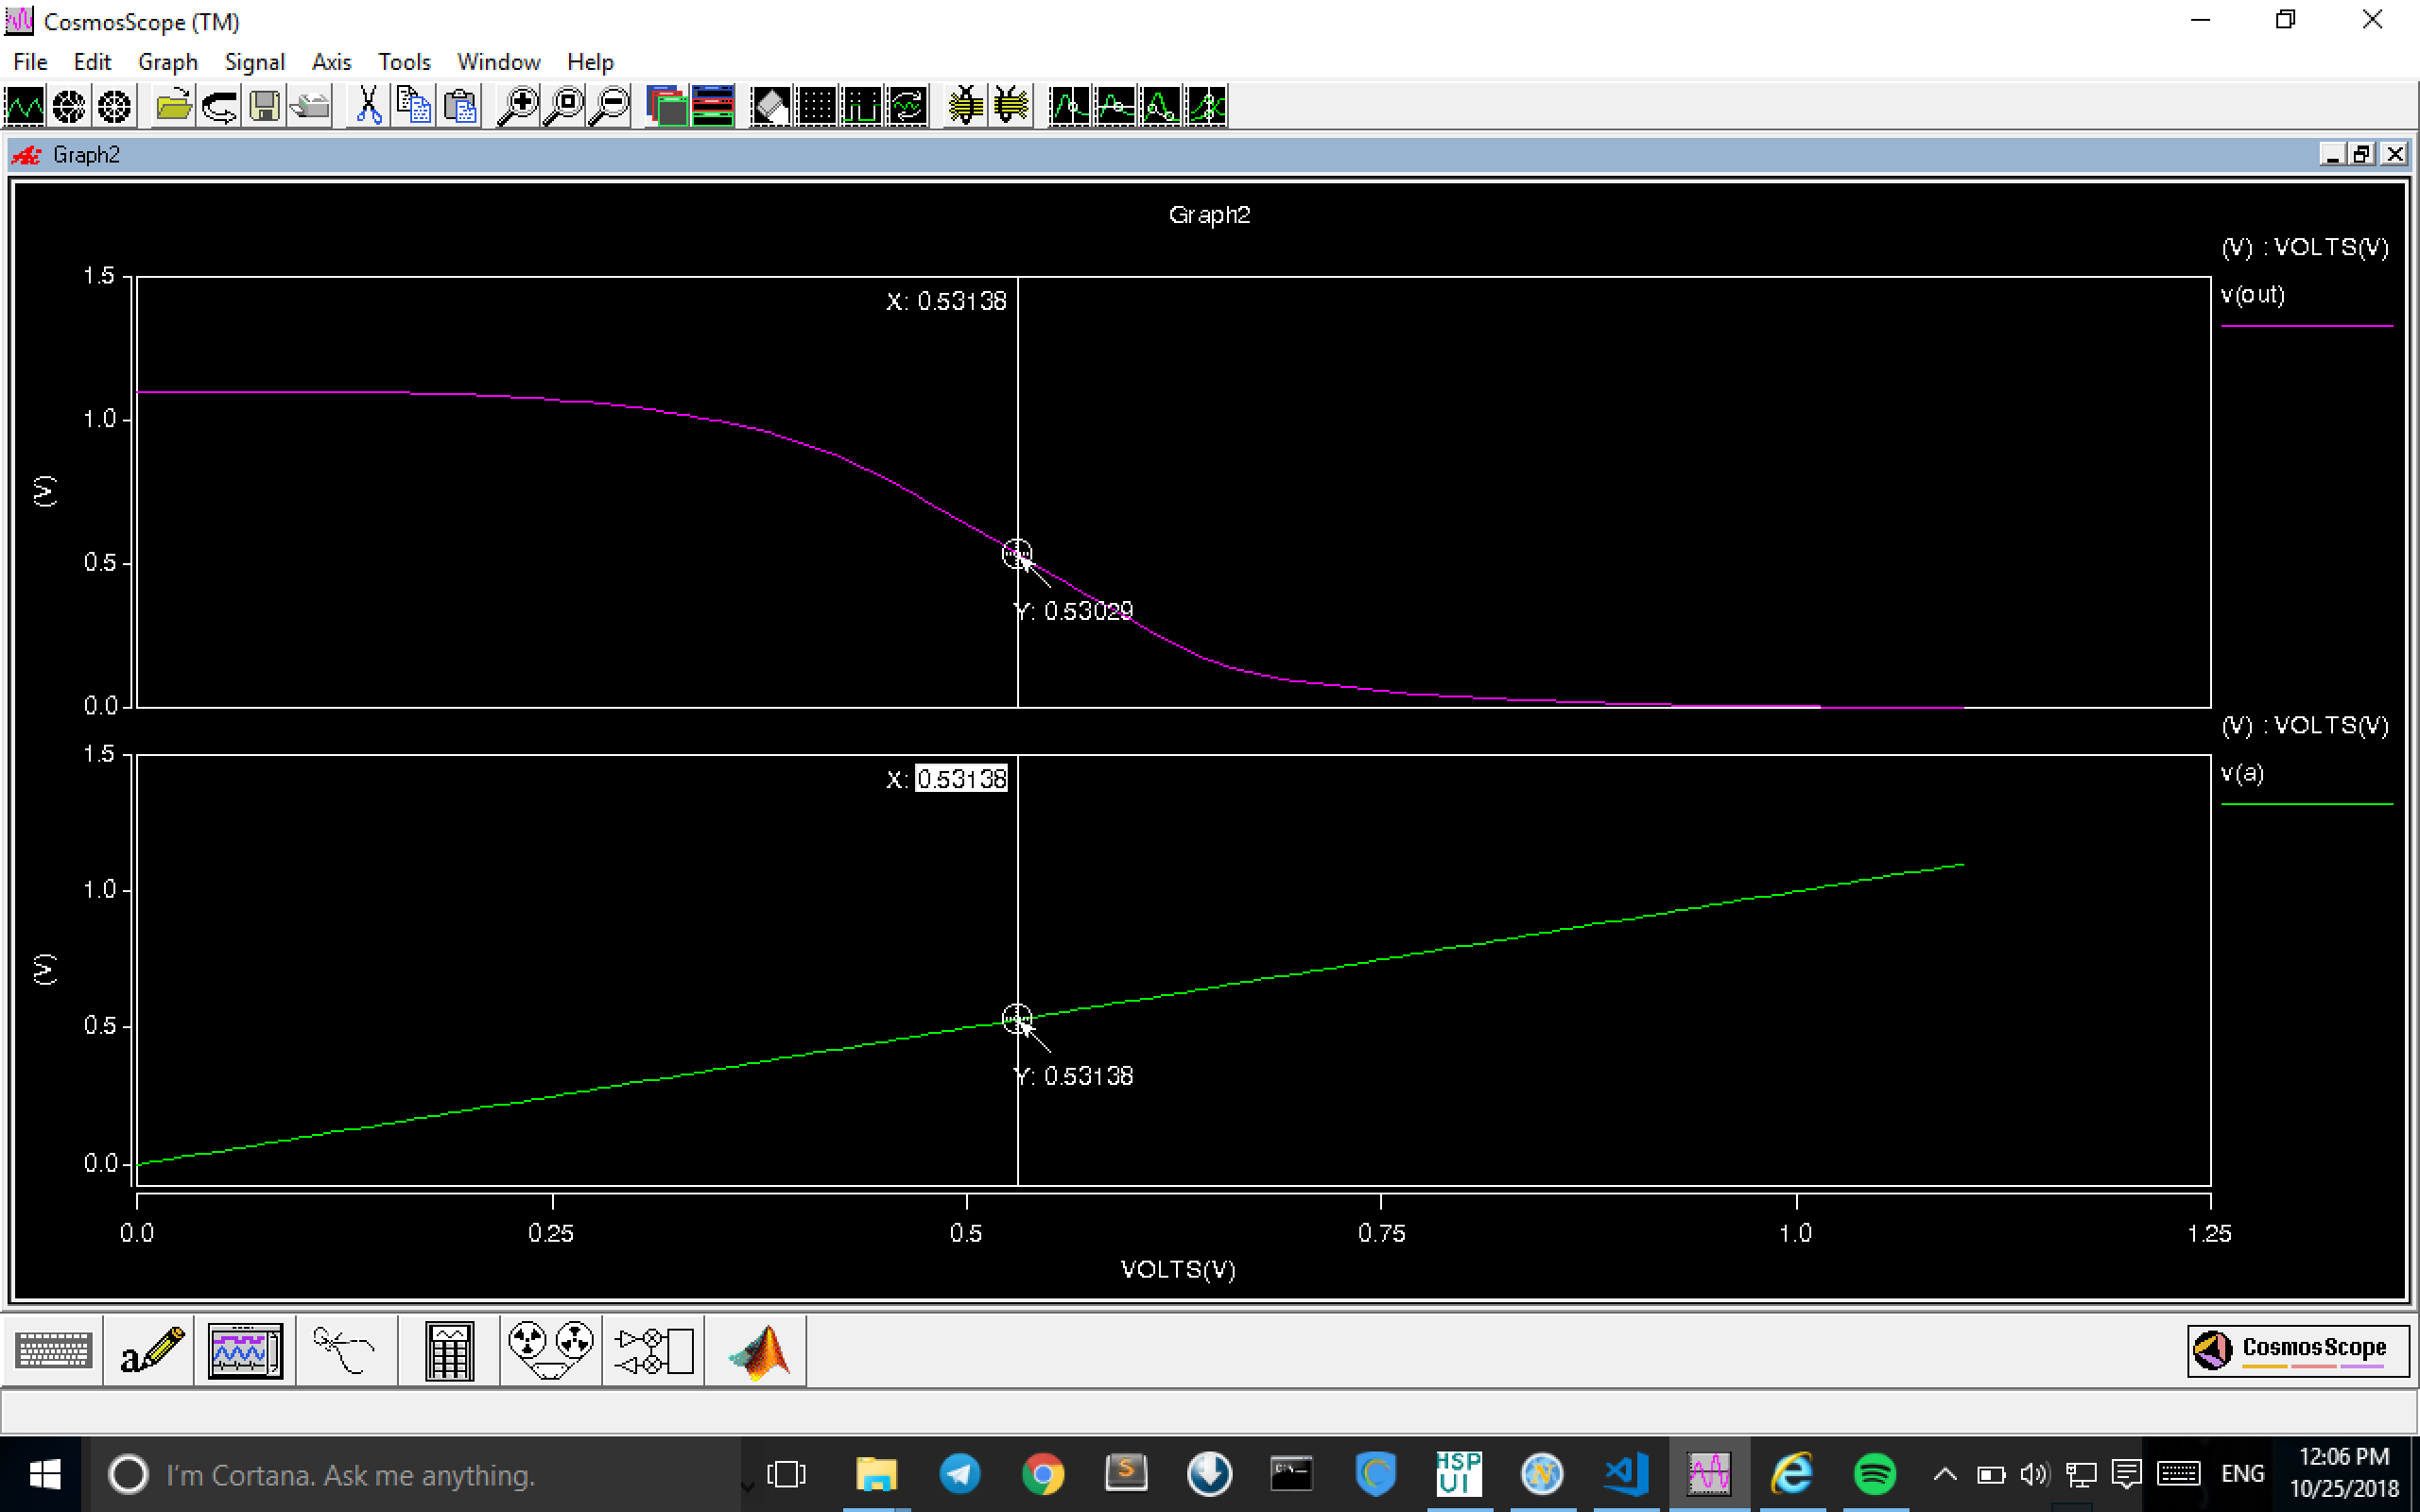 CosmosScope (TM)
File Edit Graph Signal Axis Tools Window Help
Graph2
Graph2
(V) : VOLTS(V)
v(out)
1.5
1.0
0.5
0.0
(V)
X: 0.53138
Y: 0.53029
(V) : VOLTS(V)
v(a)
1.5
1.0
0.5
0.0
(V)
X: 0.53138
Y: 0.53138
0.0 0.25 0.5 0.75 1.0 1.25
VOLTS(V)
a
CosmosScope
I'm Cortana. Ask me anything.
S
C:\
HSP
UI
N
ENG
12:06 PM
10/25/2018